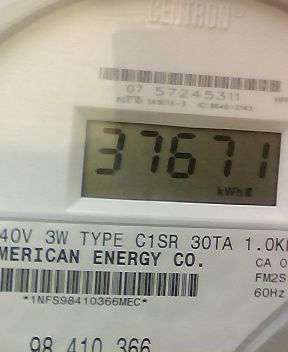 CENTRON
07 57245311
37671
kWh
40V 3W TYPE C1SR 30TA 1.0K
MERICAN ENERGY CO.
CA 0
FM2S
*1NFS98410366MEC*
60Hz
98 410 366